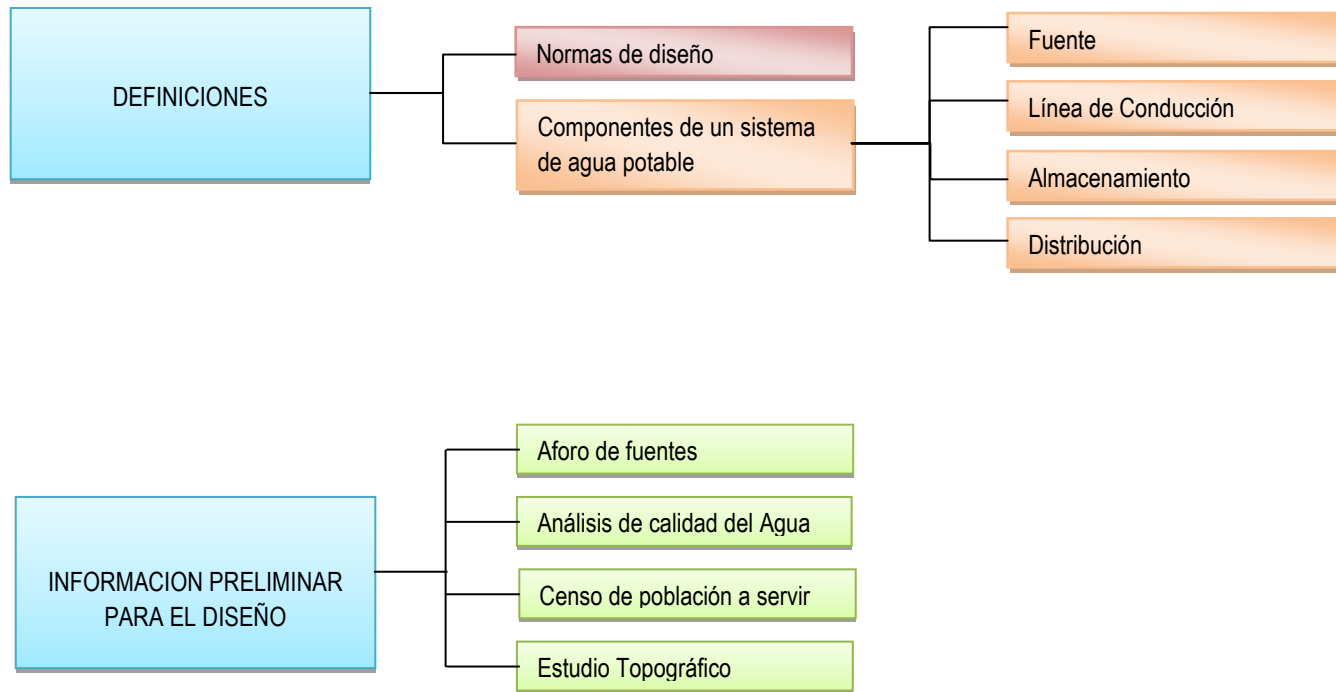 DEFINICIONES
Normas de diseño
Componentes de un sistema
de agua potable
Fuente
Línea de Conducción
Almacenamiento
Distribución
INFORMACION PRELIMINAR
PARA EL DISEÑO
Aforo de fuentes
Análisis de calidad del Agua
Censo de población a servir
Estudio Topográfico